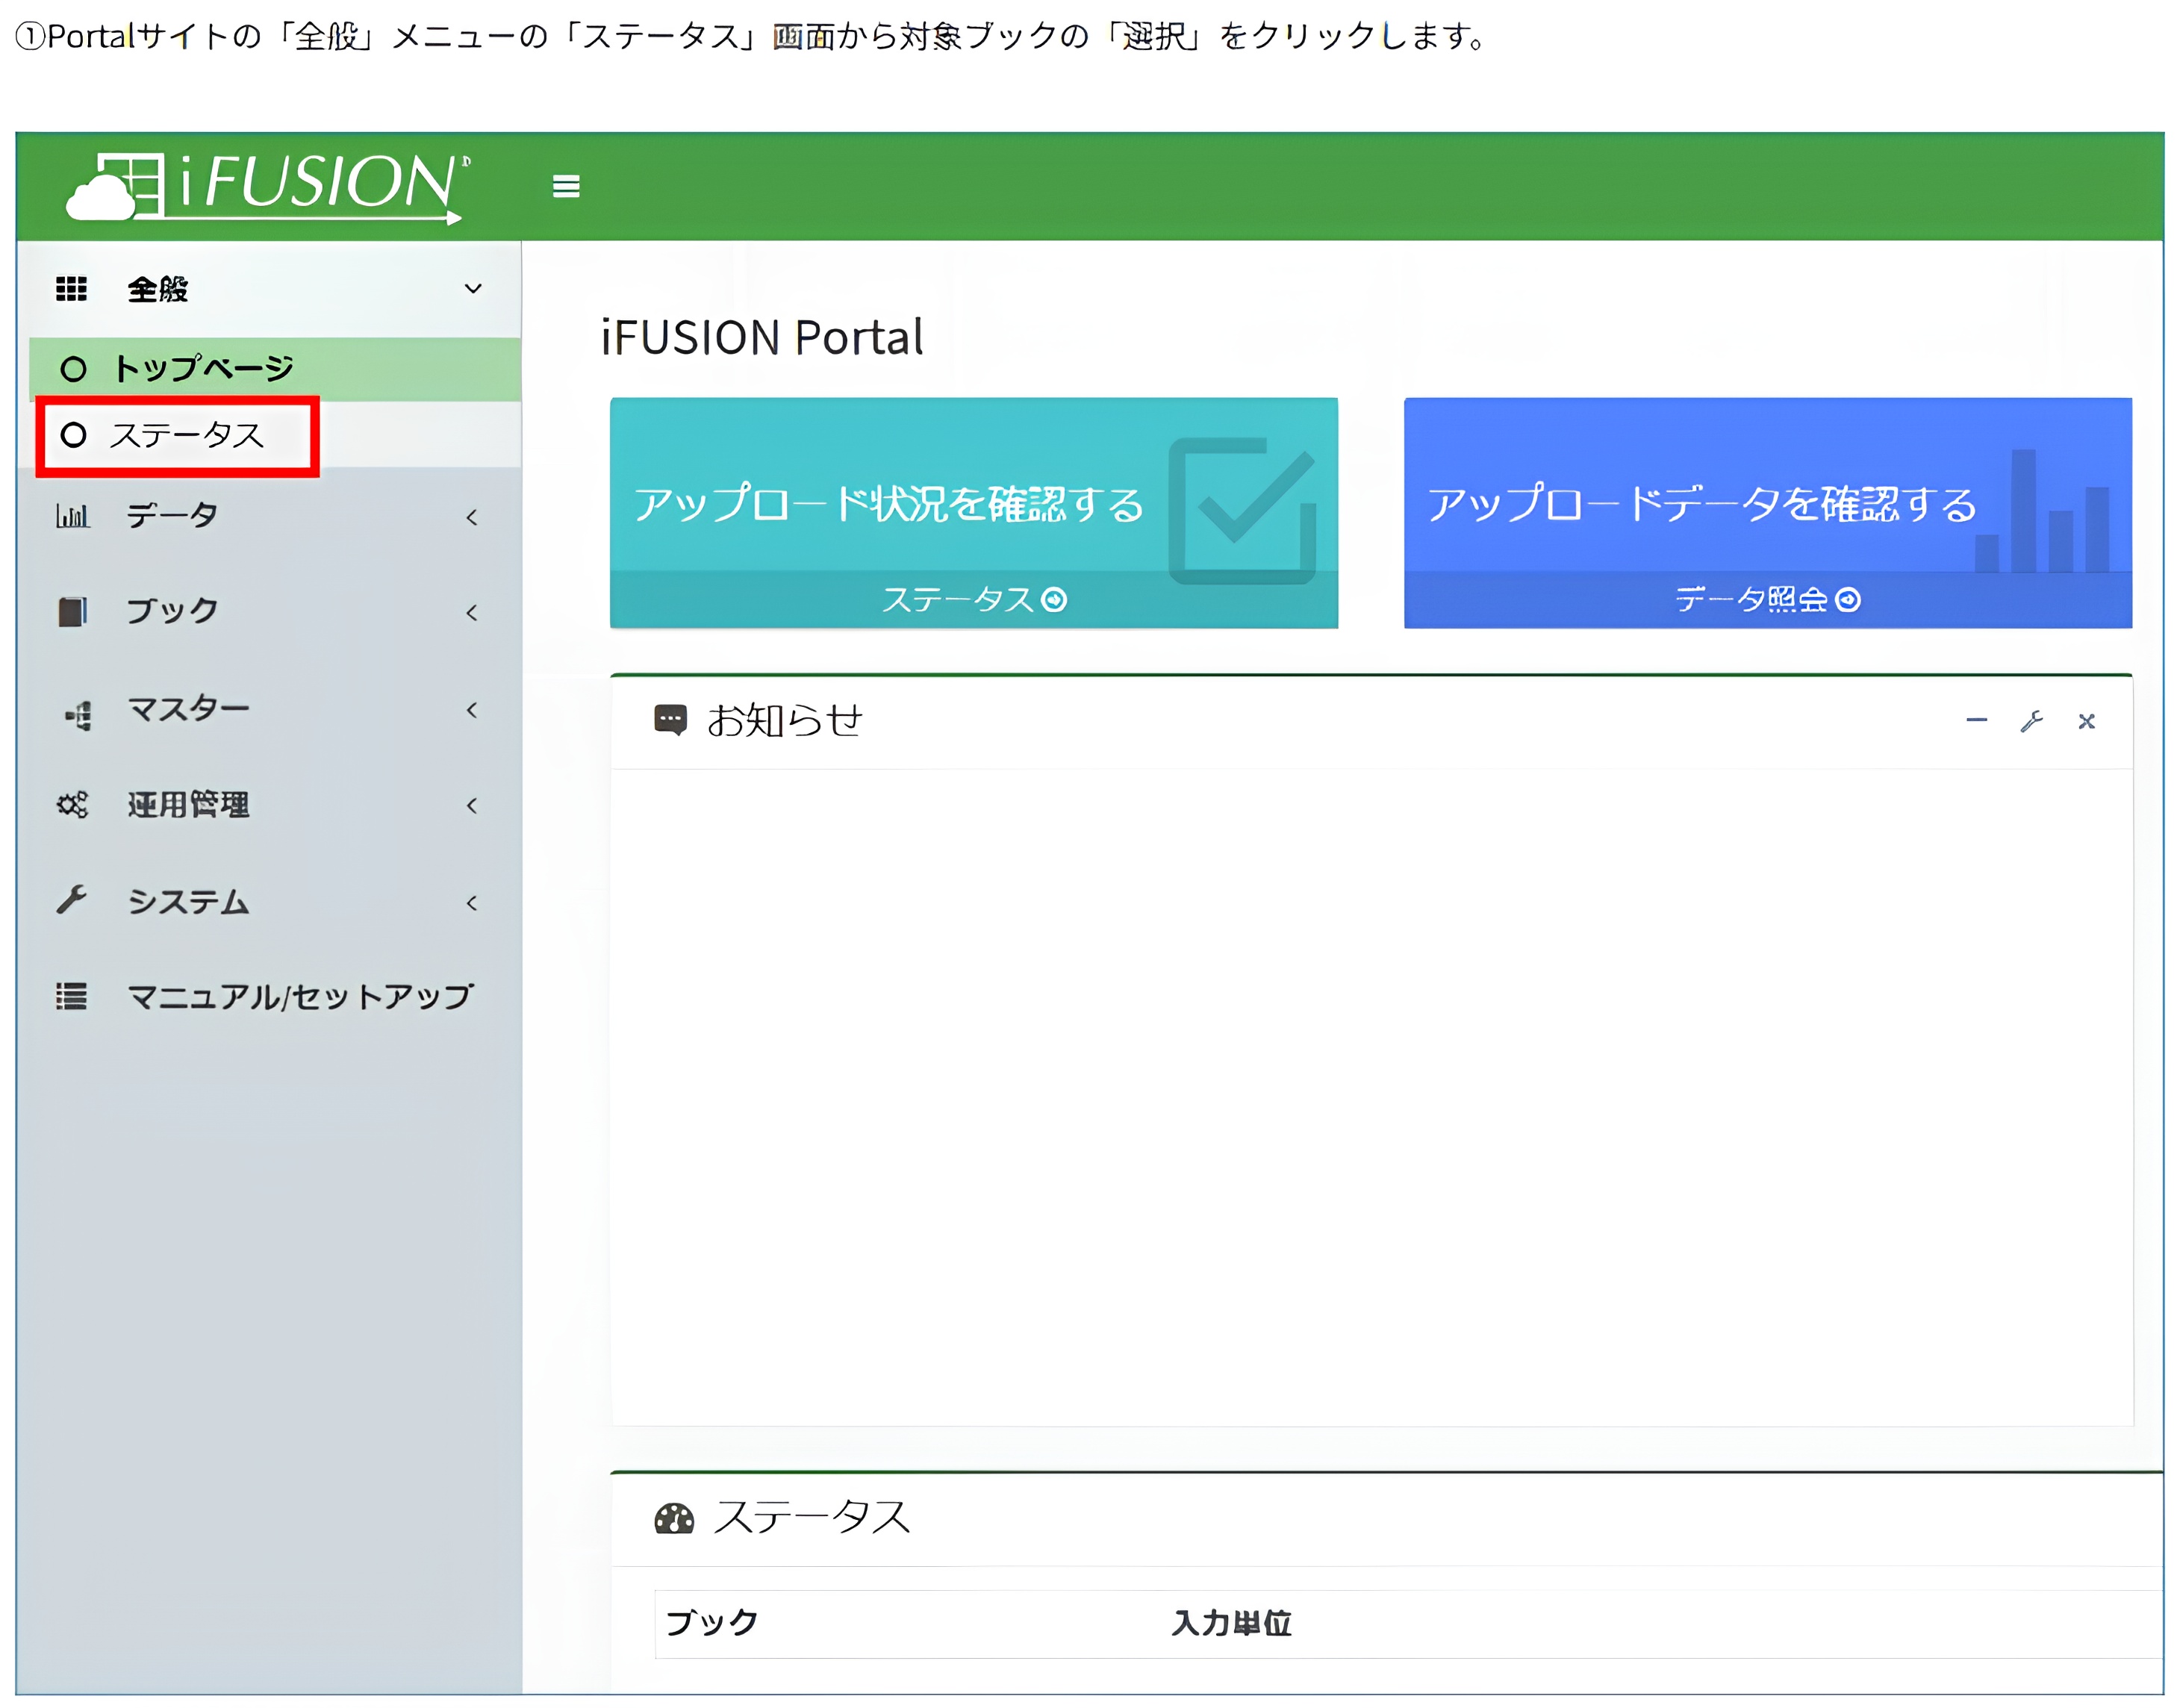 ①Portalサイトの「全般」メニューの「ステータス」画面から対象ブックの「選択」をクリックします。
iFUSION
全般
トップページ
ステータス
データ
ブック
マスター
運用管理
システム
マニュアル/セットアップ
iFUSION Portal
アップロード状況を確認する
ステータス
アップロードデータを確認する
データ照会
お知らせ
ステータス
ブック 入力単位